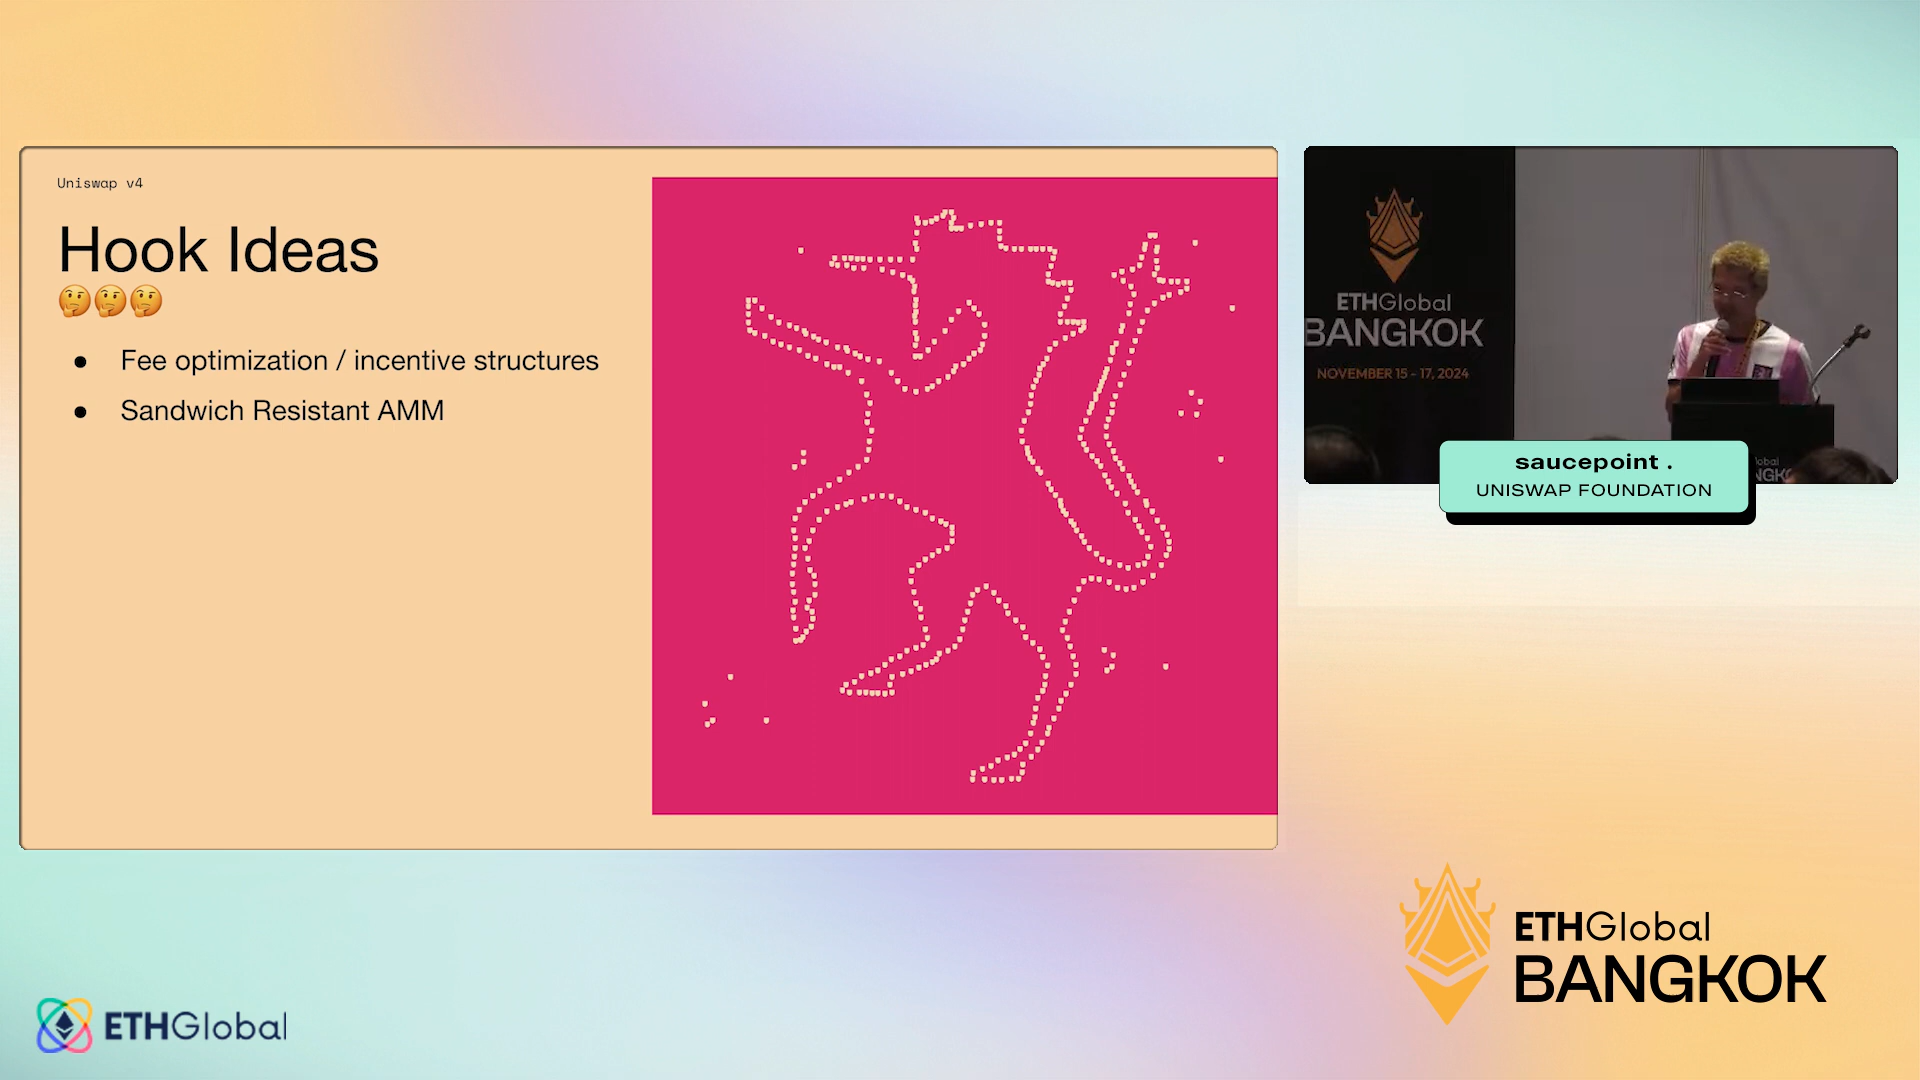 Uniswap v4
Hook Ideas
🤔🤔🤔
● Fee optimization / incentive structures
● Sandwich Resistant AMM
ETHGlobal
BANGKOK
NOVEMBER 15 - 17, 2024
saucepoint .
UNISWAP FOUNDATION
ETHGlobal
BANGKOK
ETHGlobal